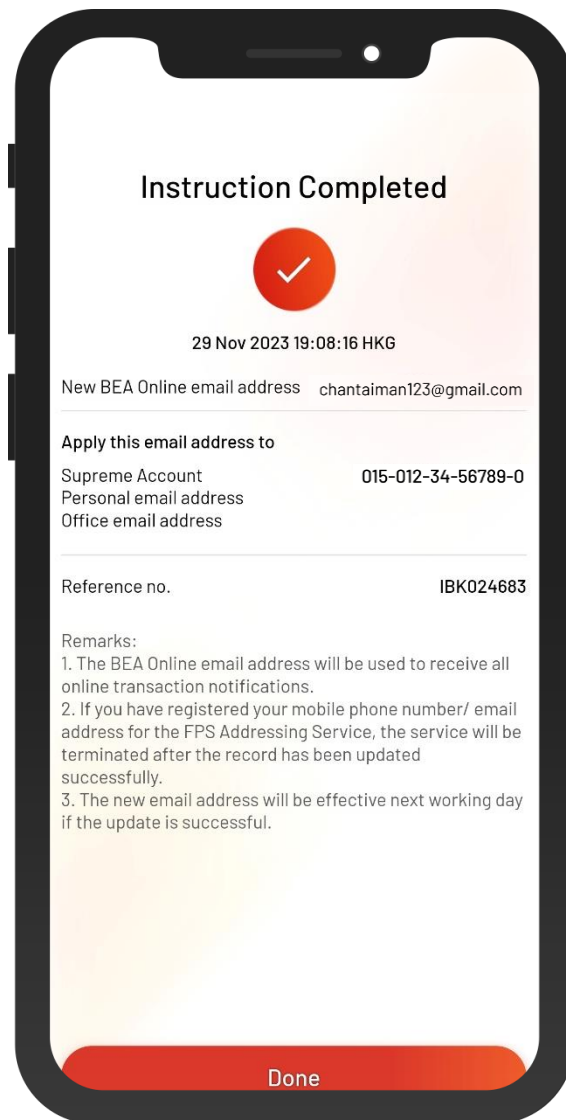 Instruction Completed
29 Nov 2023 19:08:16 HKG
New BEA Online email address chantaiman123@gmail.com
Apply this email address to
Supreme Account 015-012-34-56789-0
Personal email address
Office email address
Reference no. IBK024683
Remarks:
1. The BEA Online email address will be used to receive all
online transaction notifications.
2. If you have registered your mobile phone number/ email
address for the FPS Addressing Service, the service will be
terminated after the record has been updated
successfully.
3. The new email address will be effective next working day
if the update is successful.
Done